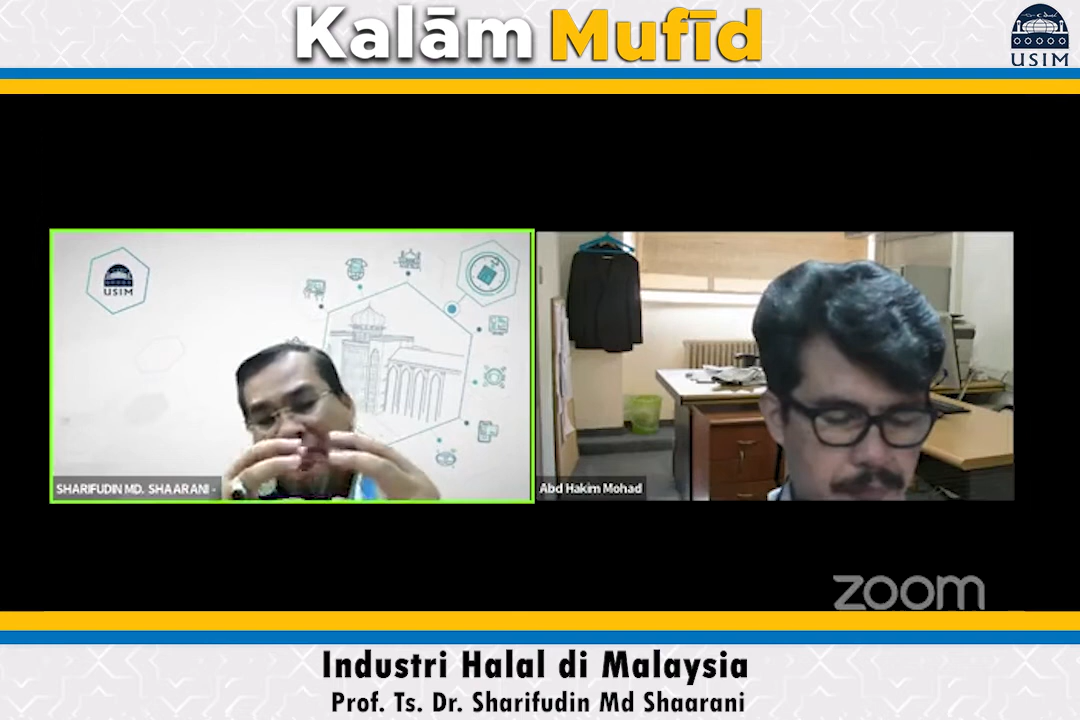 Kalām Mufīd
USIM
USIM
SHARIFUDIN MD. SHAARANI -
Abd Hakim Mohad
zoom
Industri Halal di Malaysia
Prof. Ts. Dr. Sharifudin Md Shaarani